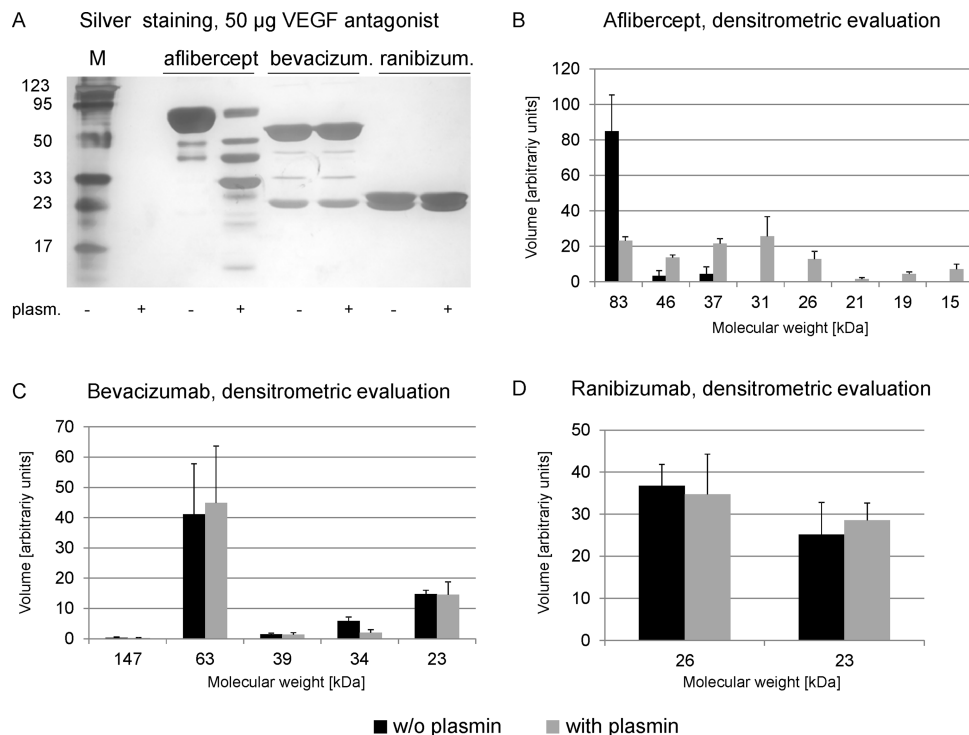 A Silver staining, 50 µg VEGF antagonist
M aflibercept bevacizum. ranibizum.
123
95
50
33
23
17
plasm. - + - + - + - +
B Aflibercept, densitrometric evaluation
Volume [arbitrariy units]
120
100
80
60
40
20
0
83 46 37 31 26 21 19 15
Molecular weight [kDa]
C Bevacizumab, densitrometric evaluation
Volume [arbitrariy units]
70
60
50
40
30
20
10
0
147 63 39 34 23
Molecular weight [kDa]
D Ranibizumab, densitrometric evaluation
Volume [arbitrariy units]
50
40
30
20
10
0
26 23
Molecular weight [kDa]
w/o plasmin with plasmin